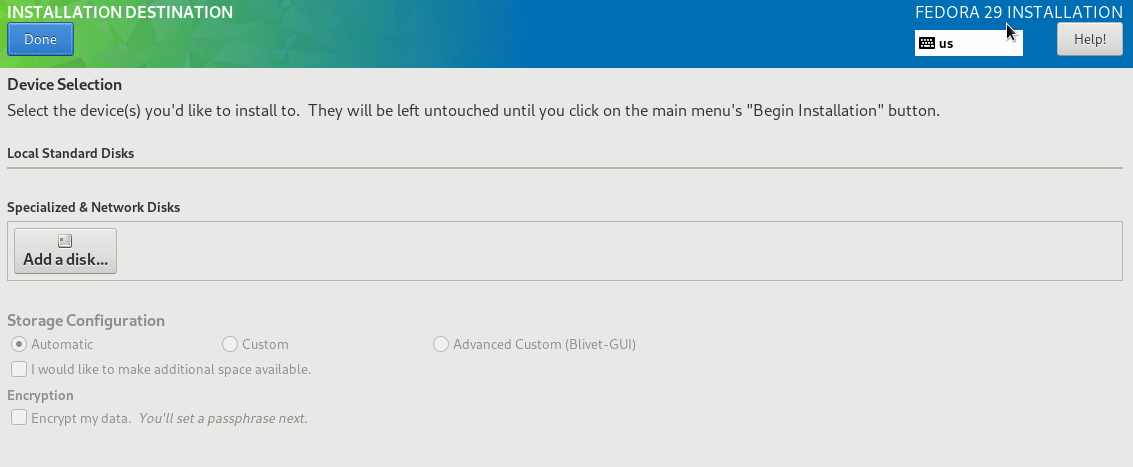 INSTALLATION DESTINATION
FEDORA 29 INSTALLATION
Done
us
Help!
Device Selection
Select the device(s) you'd like to install to.  They will be left untouched until you click on the main menu's "Begin Installation" button.
Local Standard Disks
Specialized & Network Disks
Add a disk...
Storage Configuration
Automatic
Custom
Advanced Custom (Blivet-GUI)
I would like to make additional space available.
Encryption
Encrypt my data.  You'll set a passphrase next.